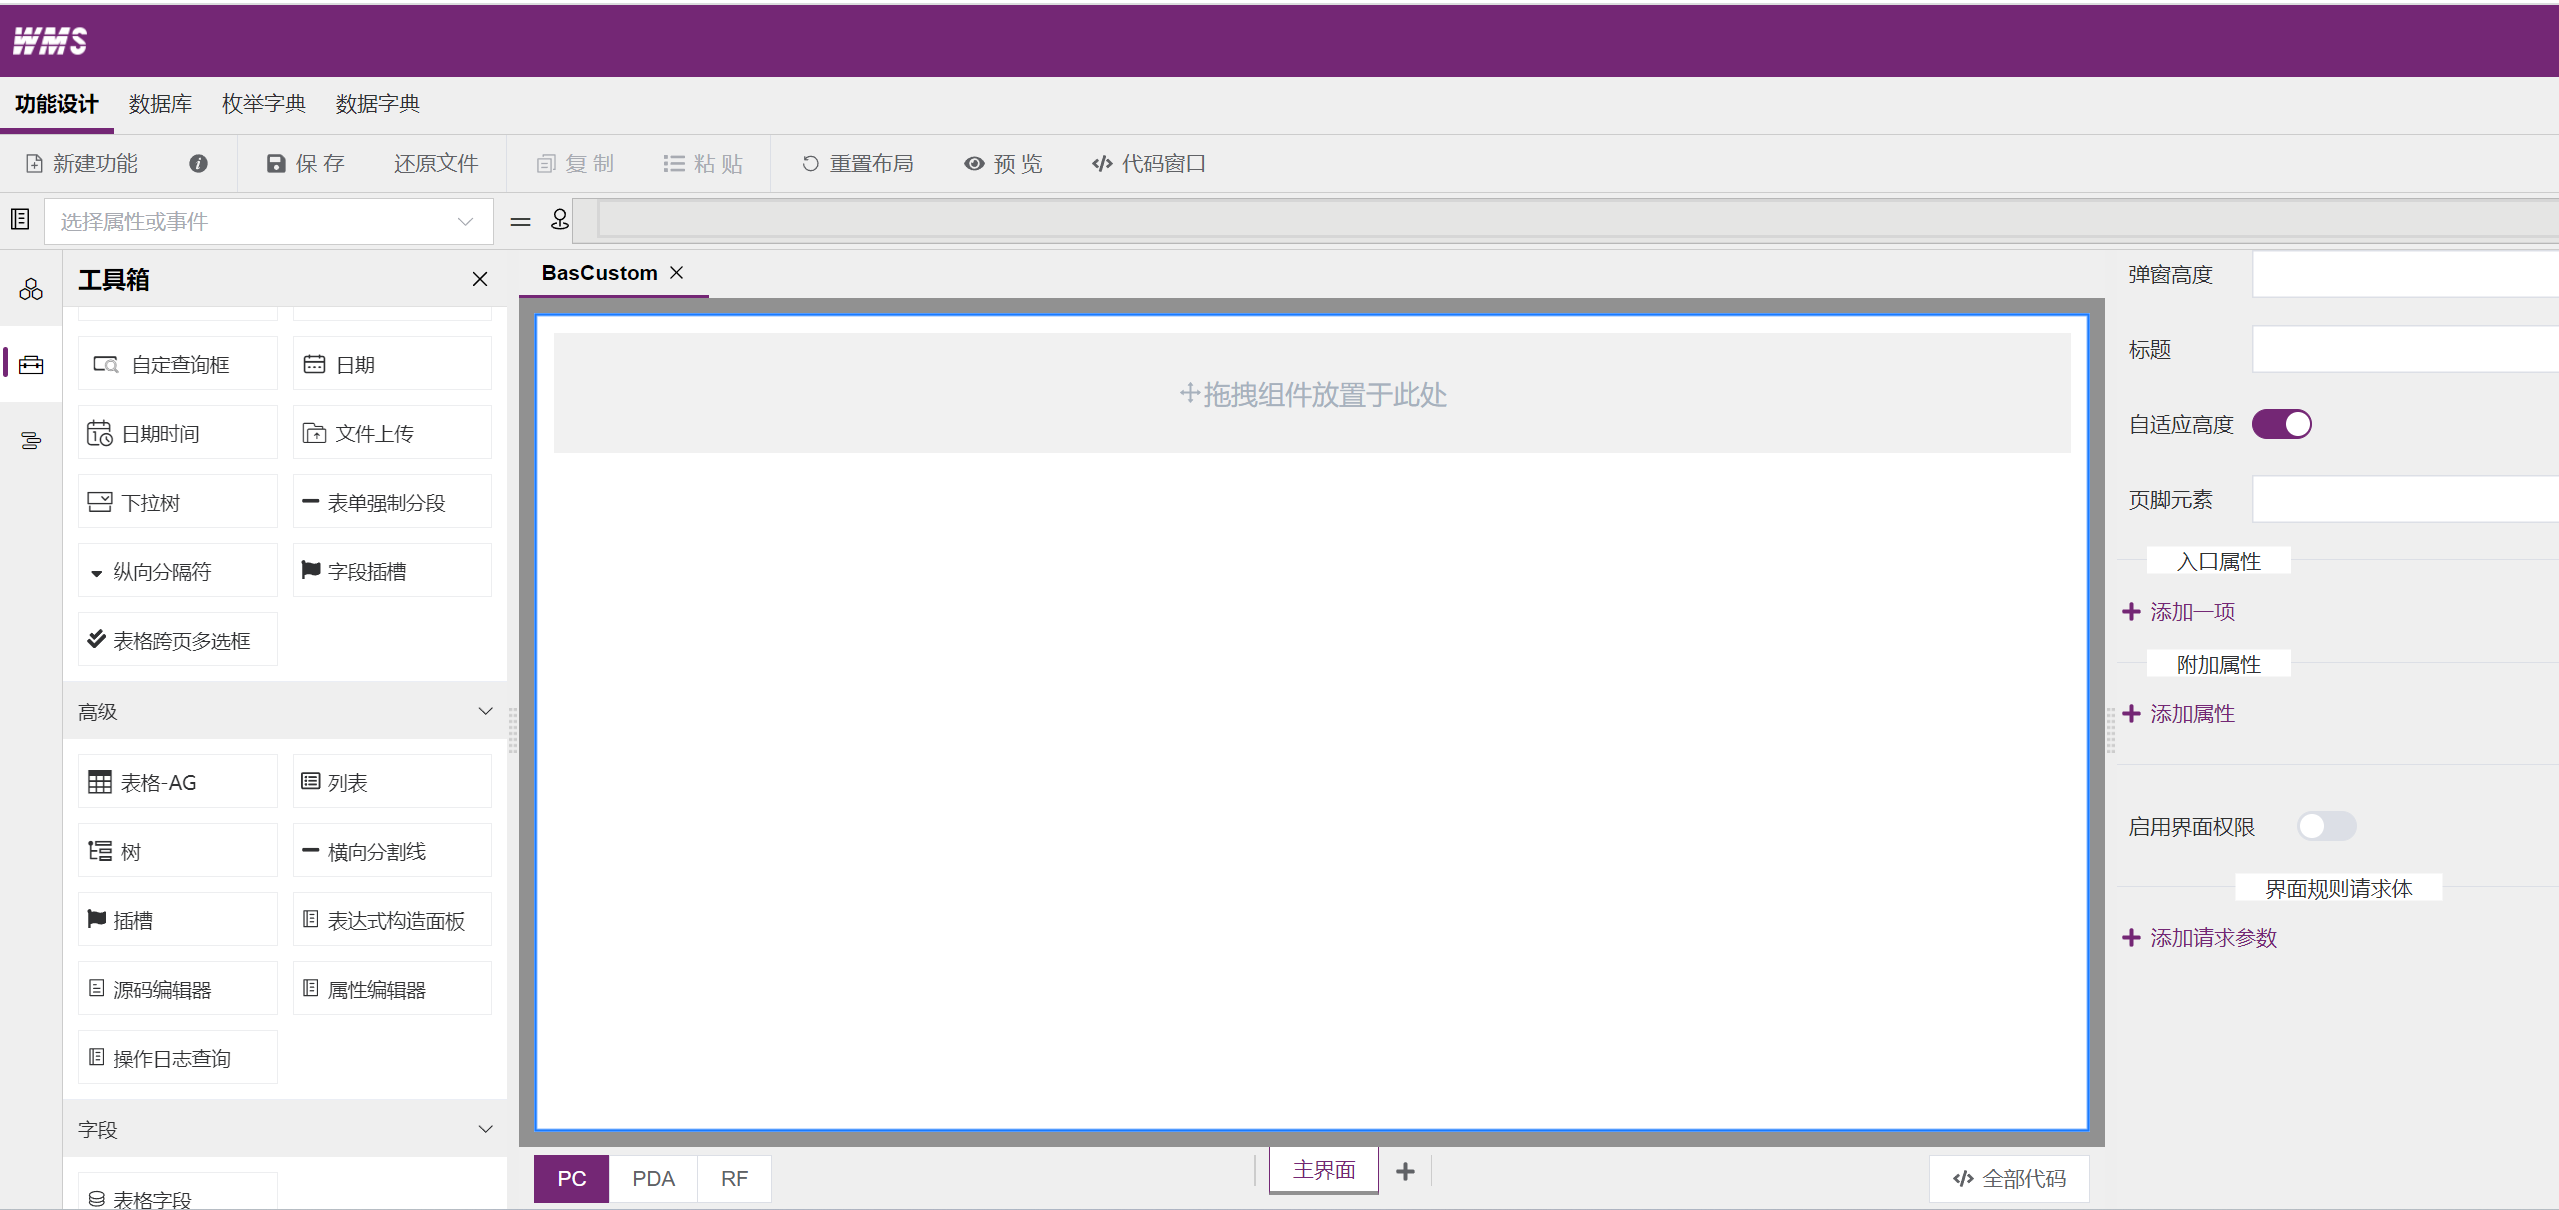 WMS
功能设计 数据库 枚举字典 数据字典
新建功能 保 存 还原文件 复 制 粘 贴 重置布局 预 览 代码窗口
选择属性或事件
工具箱
自定查询框 日期
日期时间 文件上传
下拉树 表单强制分段
纵向分隔符 字段插槽
表格跨页多选框
高级
表格-AG 列表
树 横向分割线
插槽 表达式构造面板
源码编辑器 属性编辑器
操作日志查询
字段
表格字段
BasCustom
拖拽组件放置于此处
PC PDA RF
主界面
全部代码
弹窗高度
标题
自适应高度
页脚元素
入口属性
添加一项
附加属性
添加属性
启用界面权限
界面规则请求体
添加请求参数